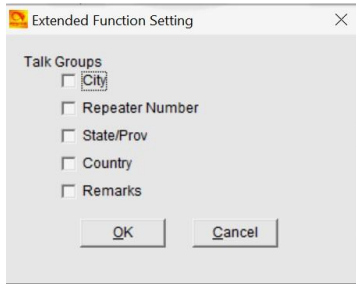 Extended Function Setting
Talk Groups
City
Repeater Number
State/Prov
Country
Remarks
OK Cancel